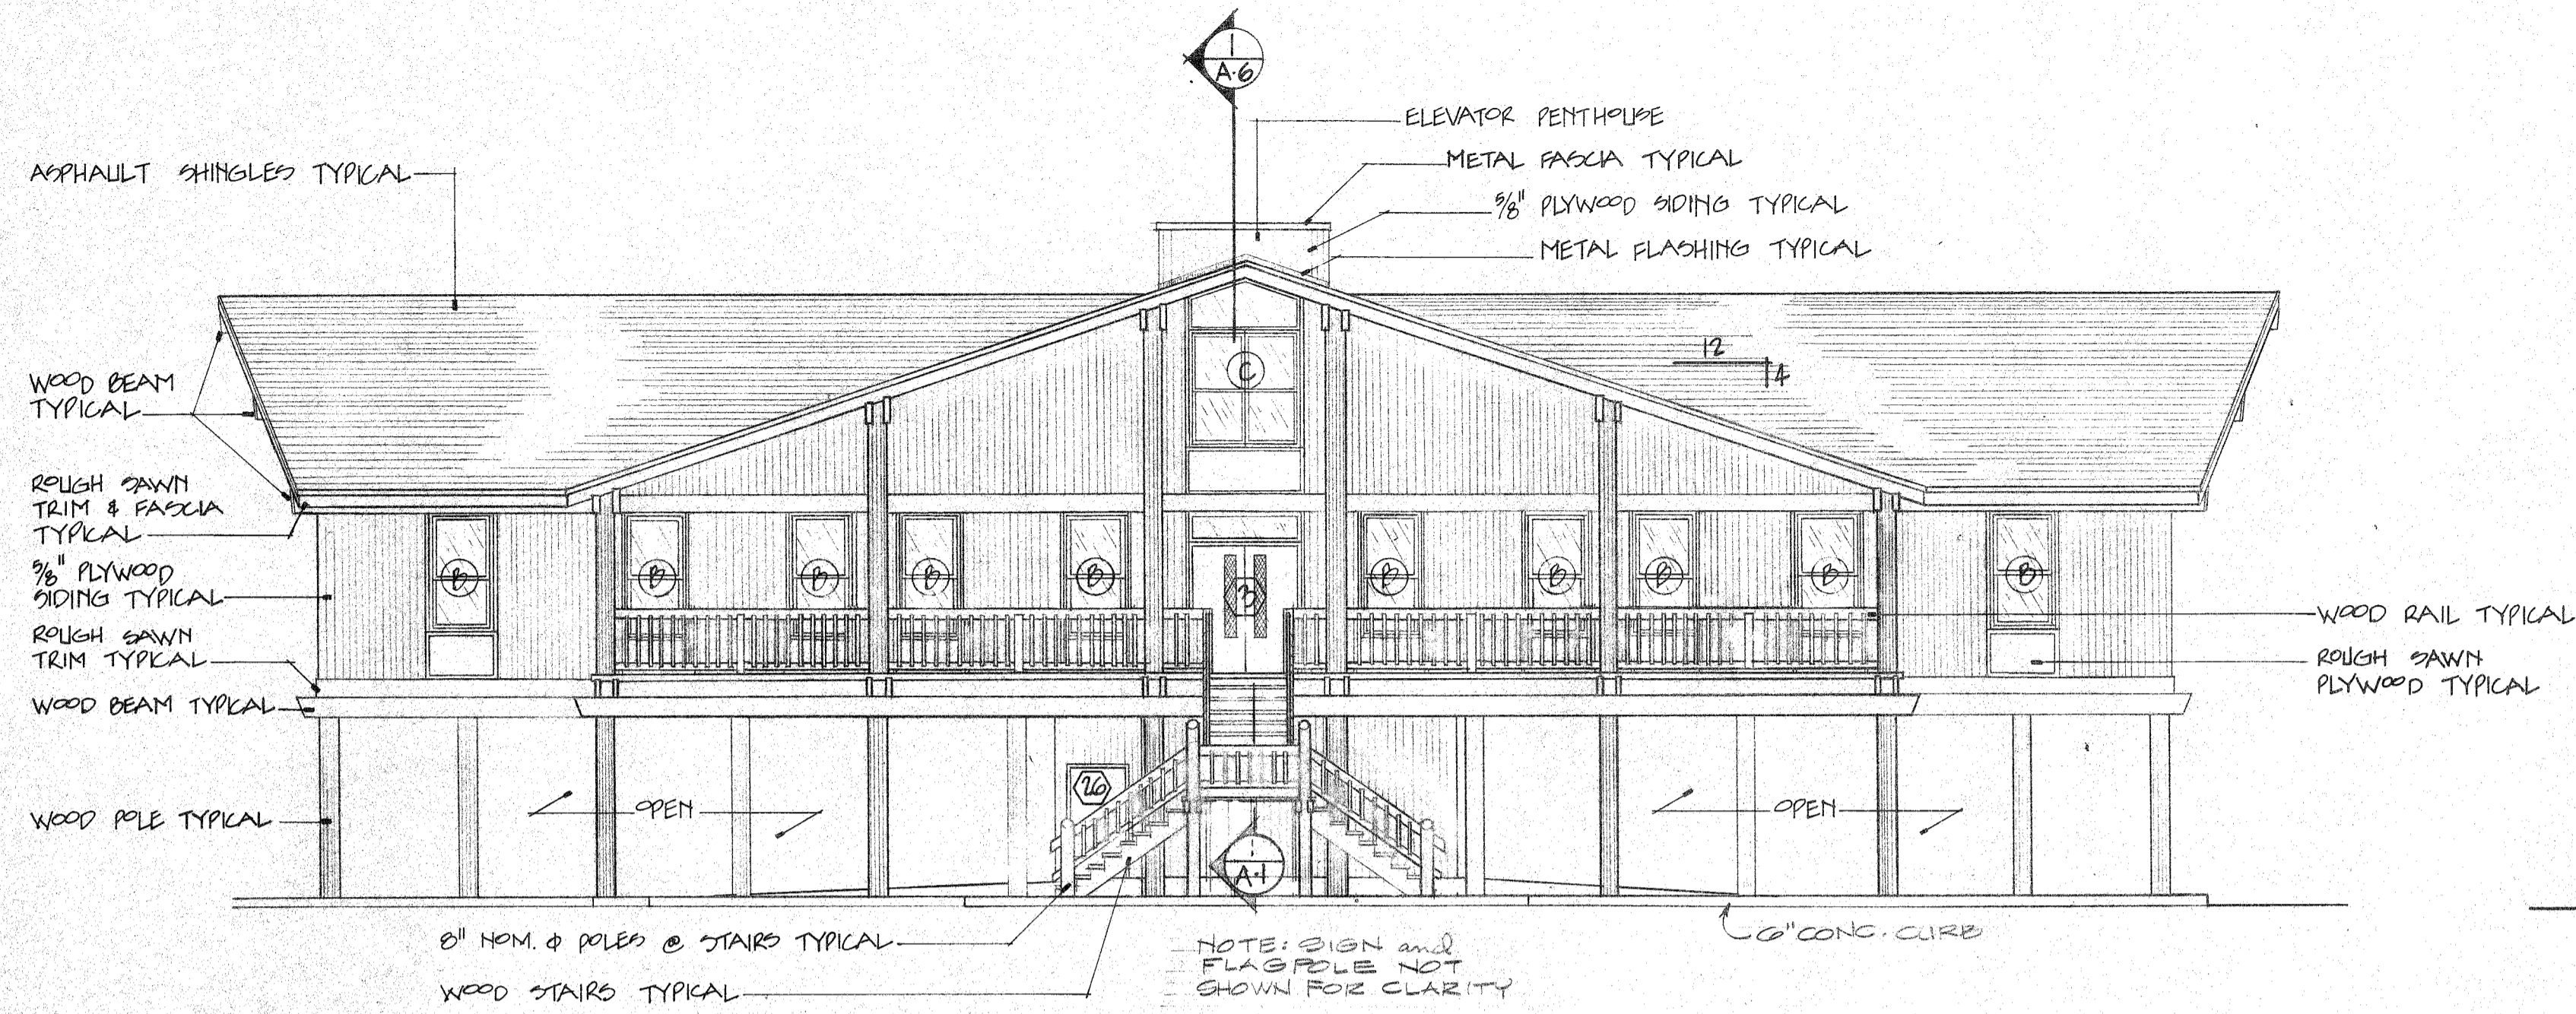 1
A·6
ELEVATOR PENTHOUSE
METAL FASCIA TYPICAL
5/8" PLYWOOD SIDING TYPICAL
METAL FLASHING TYPICAL
ASPHAULT SHINGLES TYPICAL
12
4
C
WOOD BEAM
TYPICAL
ROUGH SAWN
TRIM & FASCIA
TYPICAL
5/8" PLYWOOD
SIDING TYPICAL
ROUGH SAWN
TRIM TYPICAL
WOOD BEAM TYPICAL
WOOD POLE TYPICAL
B B B B B 3 B B B B B
WOOD RAIL TYPICAL
ROUGH SAWN
PLYWOOD TYPICAL
26
OPEN
OPEN
1
A·1
8" NOM. ϕ POLES @ STAIRS TYPICAL
WOOD STAIRS TYPICAL
NOTE: SIGN and
FLAGPOLE NOT
SHOWN FOR CLARITY
6" CONC. CURB